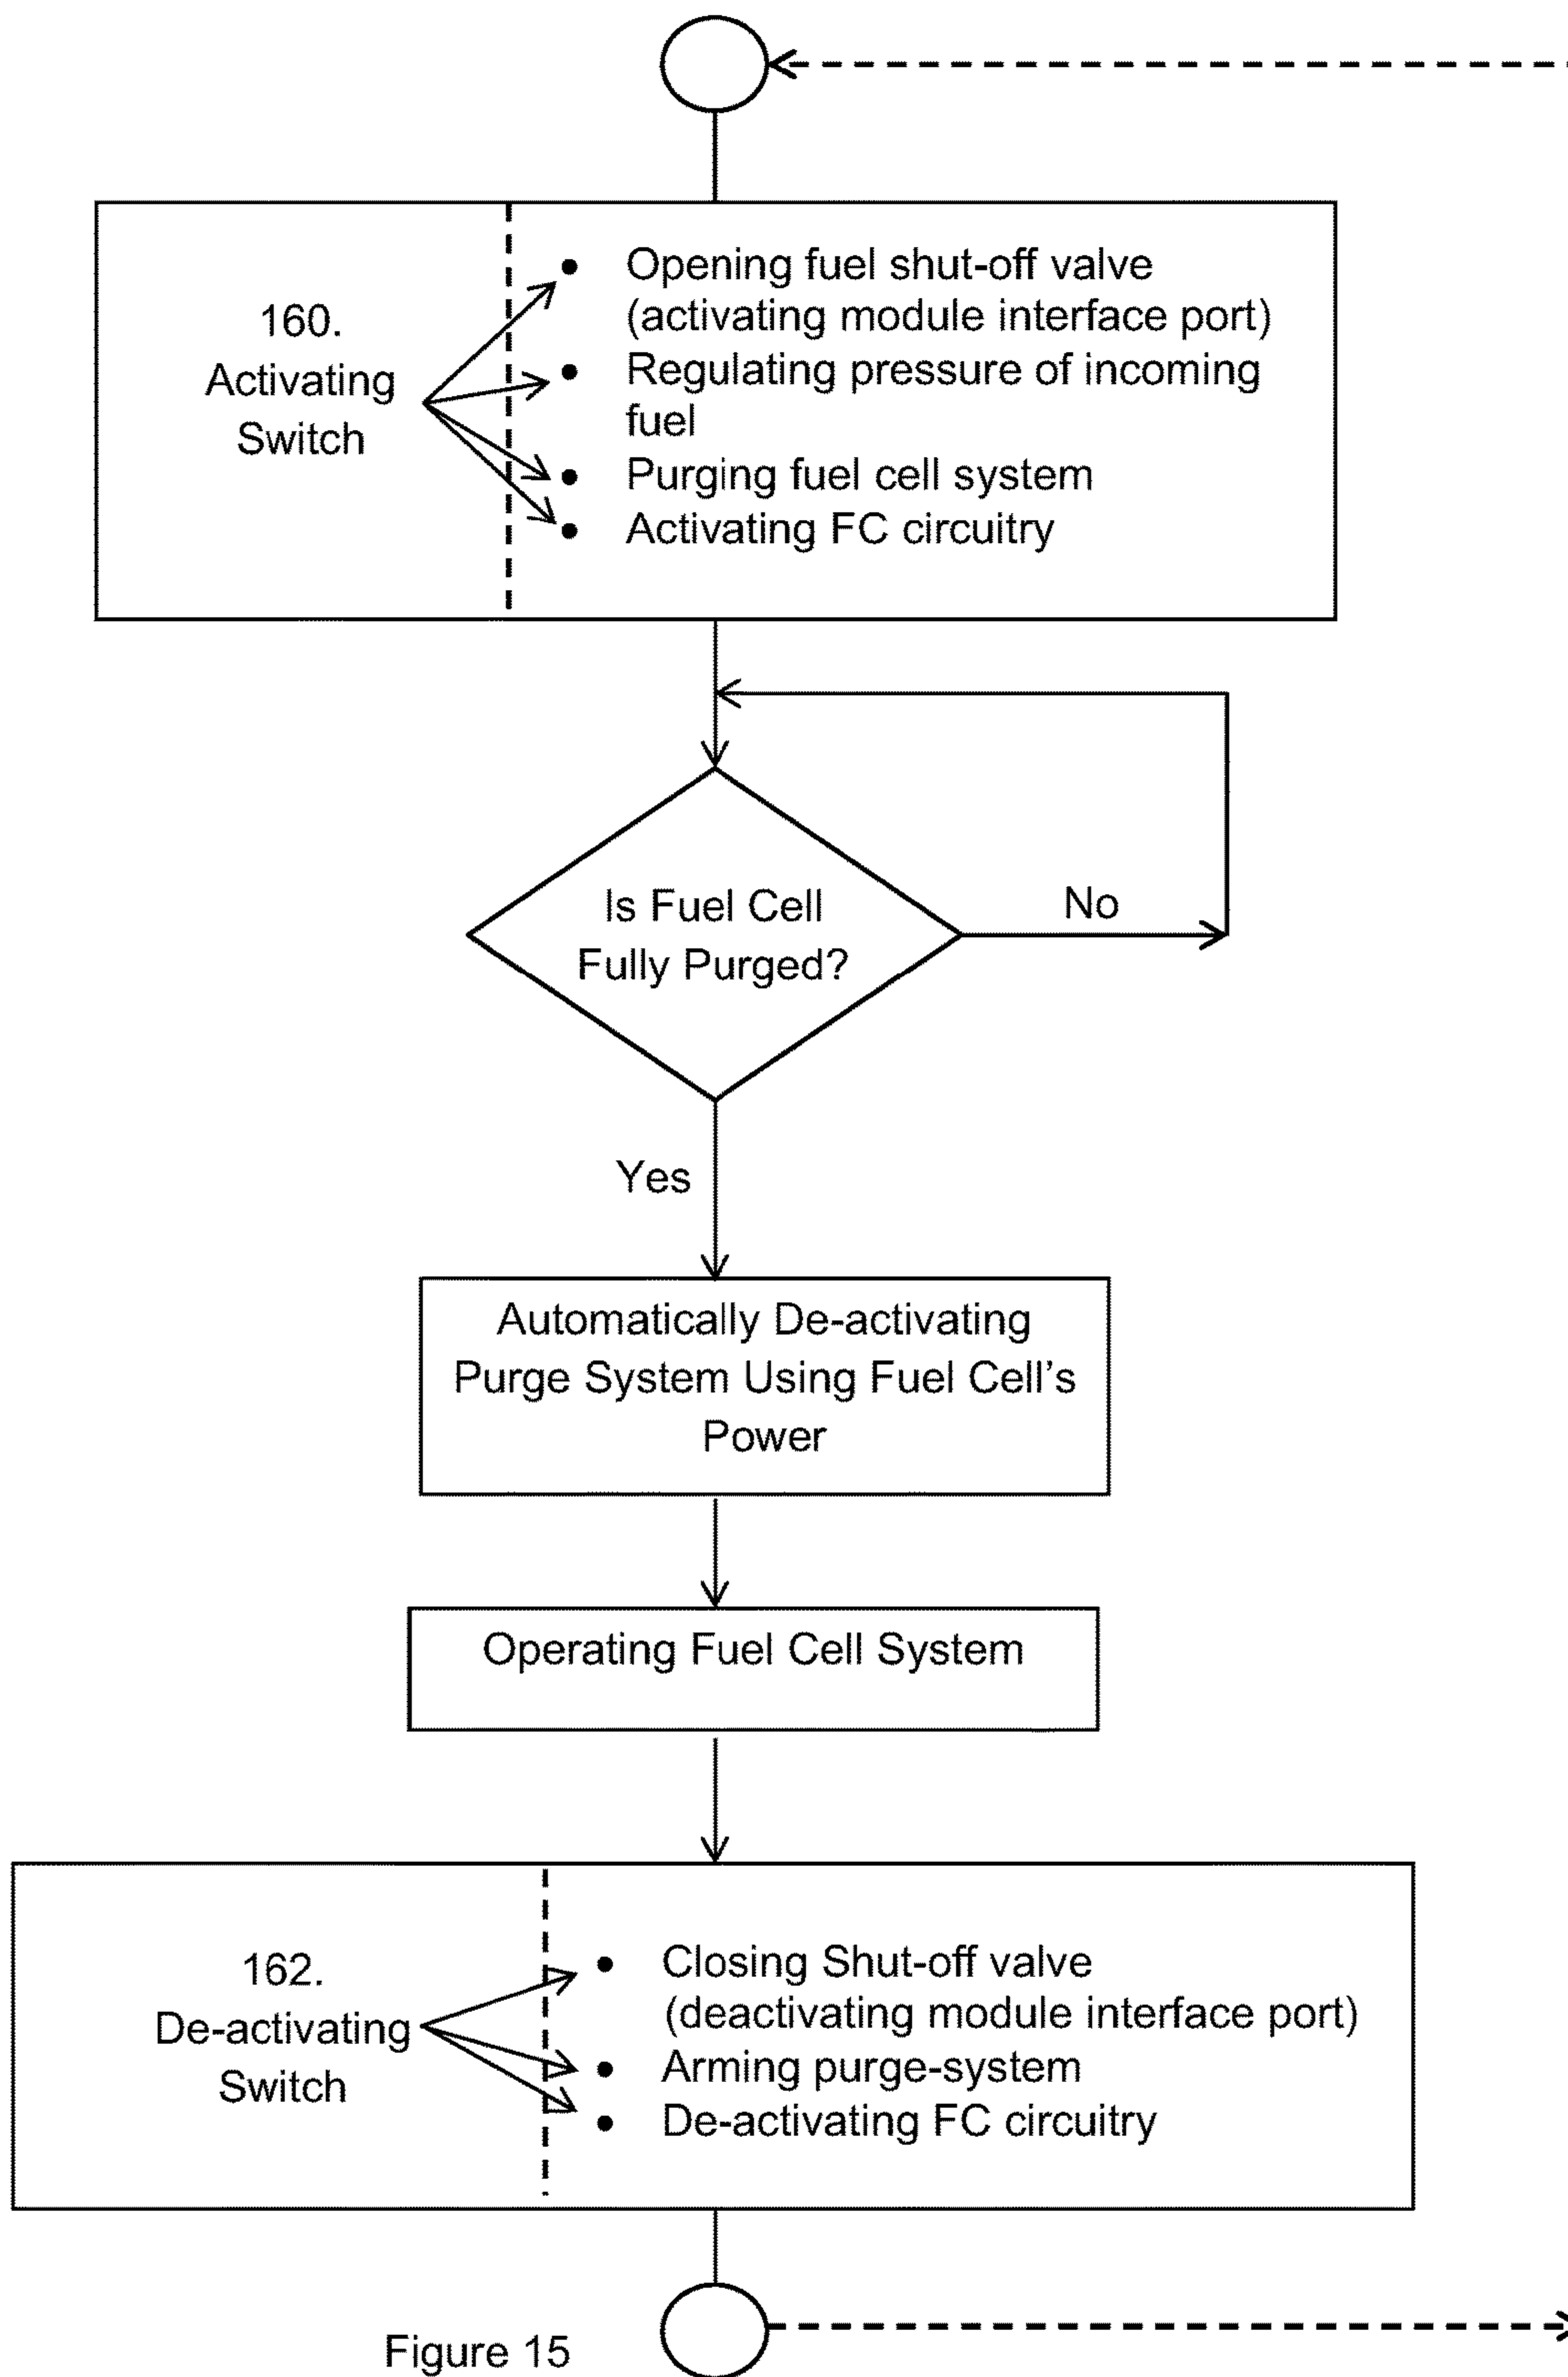 160.
Activating
Switch
• Opening fuel shut-off valve
(activating module interface port)
• Regulating pressure of incoming
fuel
• Purging fuel cell system
• Activating FC circuitry
Is Fuel Cell
Fully Purged?
No
Yes
Automatically De-activating
Purge System Using Fuel Cell's
Power
Operating Fuel Cell System
162.
De-activating
Switch
• Closing Shut-off valve
(deactivating module interface port)
• Arming purge-system
• De-activating FC circuitry
Figure 15